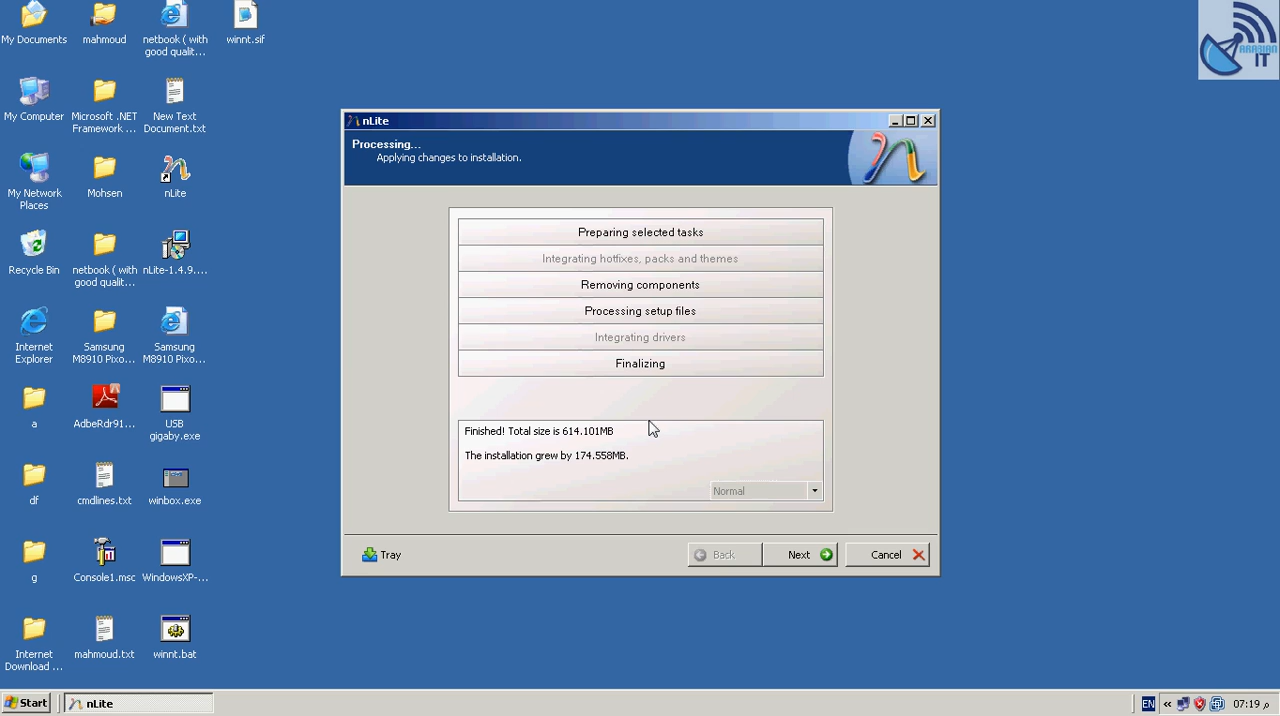 My Documents
mahmoud
netbook ( with
good qualit...
winnt.sif
ARABIAN
IT
My Computer
Microsoft .NET
Framework ...
New Text
Document.txt
My Network
Places
Mohsen
nLite
Recycle Bin
netbook ( with
good qualit...
nLite-1.4.9....
Internet
Explorer
Samsung
M8910 Pixo...
Samsung
M8910 Pixo...
a
AdbeRdr91...
USB
gigaby.exe
df
cmdlines.txt
winbox.exe
g
Console1.msc
WindowsXP-...
Internet
Download ...
mahmoud.txt
winnt.bat
nLite
Processing...
Applying changes to installation.
Preparing selected tasks
Integrating hotfixes, packs and themes
Removing components
Processing setup files
Integrating drivers
Finalizing
Finished! Total size is 614.101MB
The installation grew by 174.558MB.
Normal
Tray
Back
Next
Cancel
Start
nLite
EN
«
07:19 م